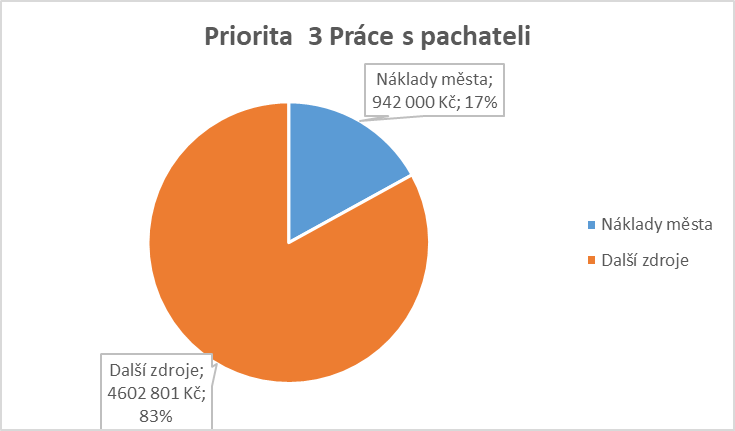 Priorita  3 Práce s pachateli
Náklady města;
942 000 Kč; 17%
Náklady města
Další zdroje
Další zdroje;
4602 801 Kč;
83%